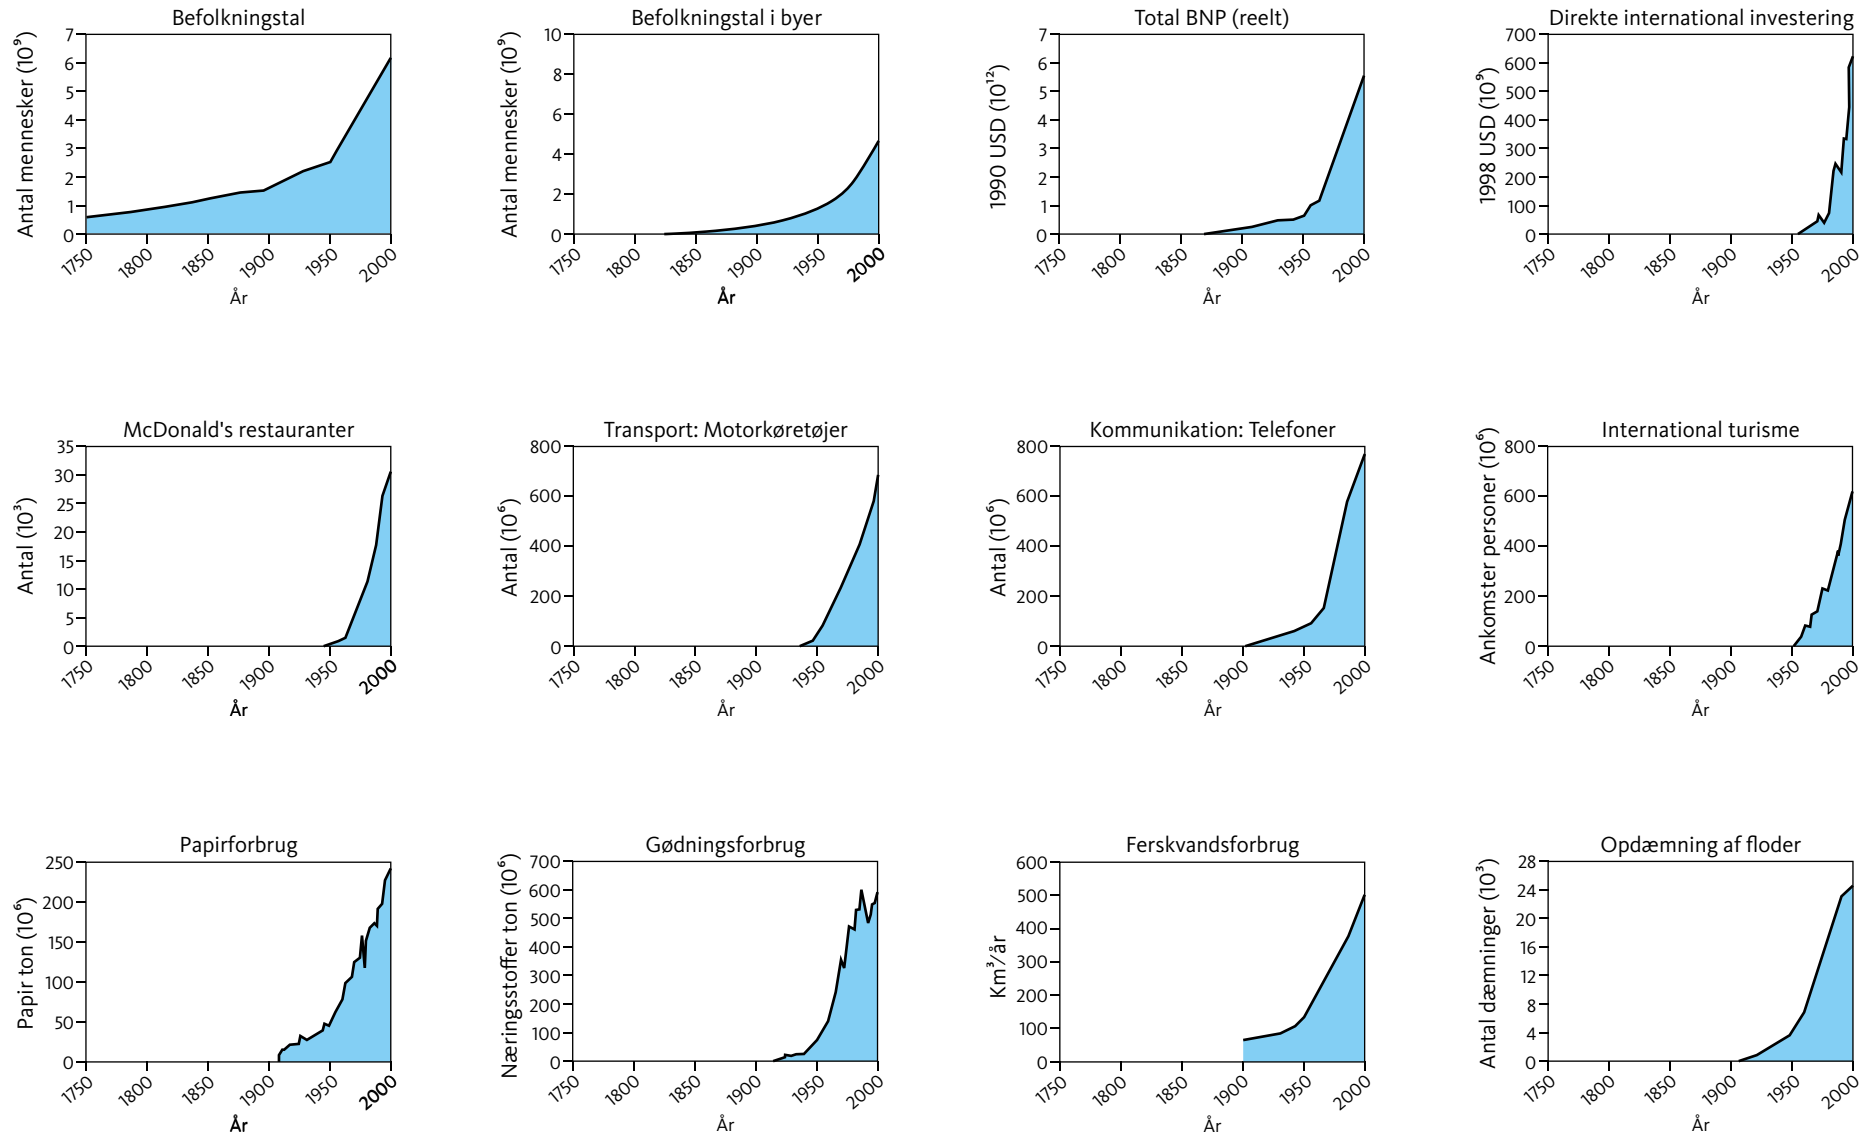 Befolkningstal
Antal mennesker (10⁹)
7
6
5
4
3
2
1
0
1750 1800 1850 1900 1950 2000
År
Befolkningstal i byer
Antal mennesker (10⁹)
10
8
6
4
2
0
1750 1800 1850 1900 1950 2000
År
Total BNP (reelt)
1990 USD (10¹²)
7
6
5
4
3
2
1
0
1750 1800 1850 1900 1950 2000
År
Direkte international investering
1998 USD (10⁹)
700
600
500
400
300
200
100
0
1750 1800 1850 1900 1950 2000
År
McDonald's restauranter
Antal (10³)
35
30
25
20
15
10
5
0
1750 1800 1850 1900 1950 2000
År
Transport: Motorkøretøjer
Antal (10⁶)
800
600
400
200
0
1750 1800 1850 1900 1950 2000
År
Kommunikation: Telefoner
Antal (10⁶)
800
600
400
200
0
1750 1800 1850 1900 1950 2000
År
International turisme
Ankomster personer (10⁶)
800
600
400
200
0
1750 1800 1850 1900 1950 2000
År
Papirforbrug
Papir ton (10⁶)
250
200
150
100
50
0
1750 1800 1850 1900 1950 2000
År
Gødningsforbrug
Næringsstoffer ton (10⁶)
700
600
500
400
300
200
100
0
1750 1800 1850 1900 1950 2000
År
Ferskvandsforbrug
Km³/år
600
500
400
300
200
100
0
1750 1800 1850 1900 1950 2000
År
Opdæmning af floder
Antal dæmninger (10³)
28
24
20
16
12
8
4
0
1750 1800 1850 1900 1950 2000
År